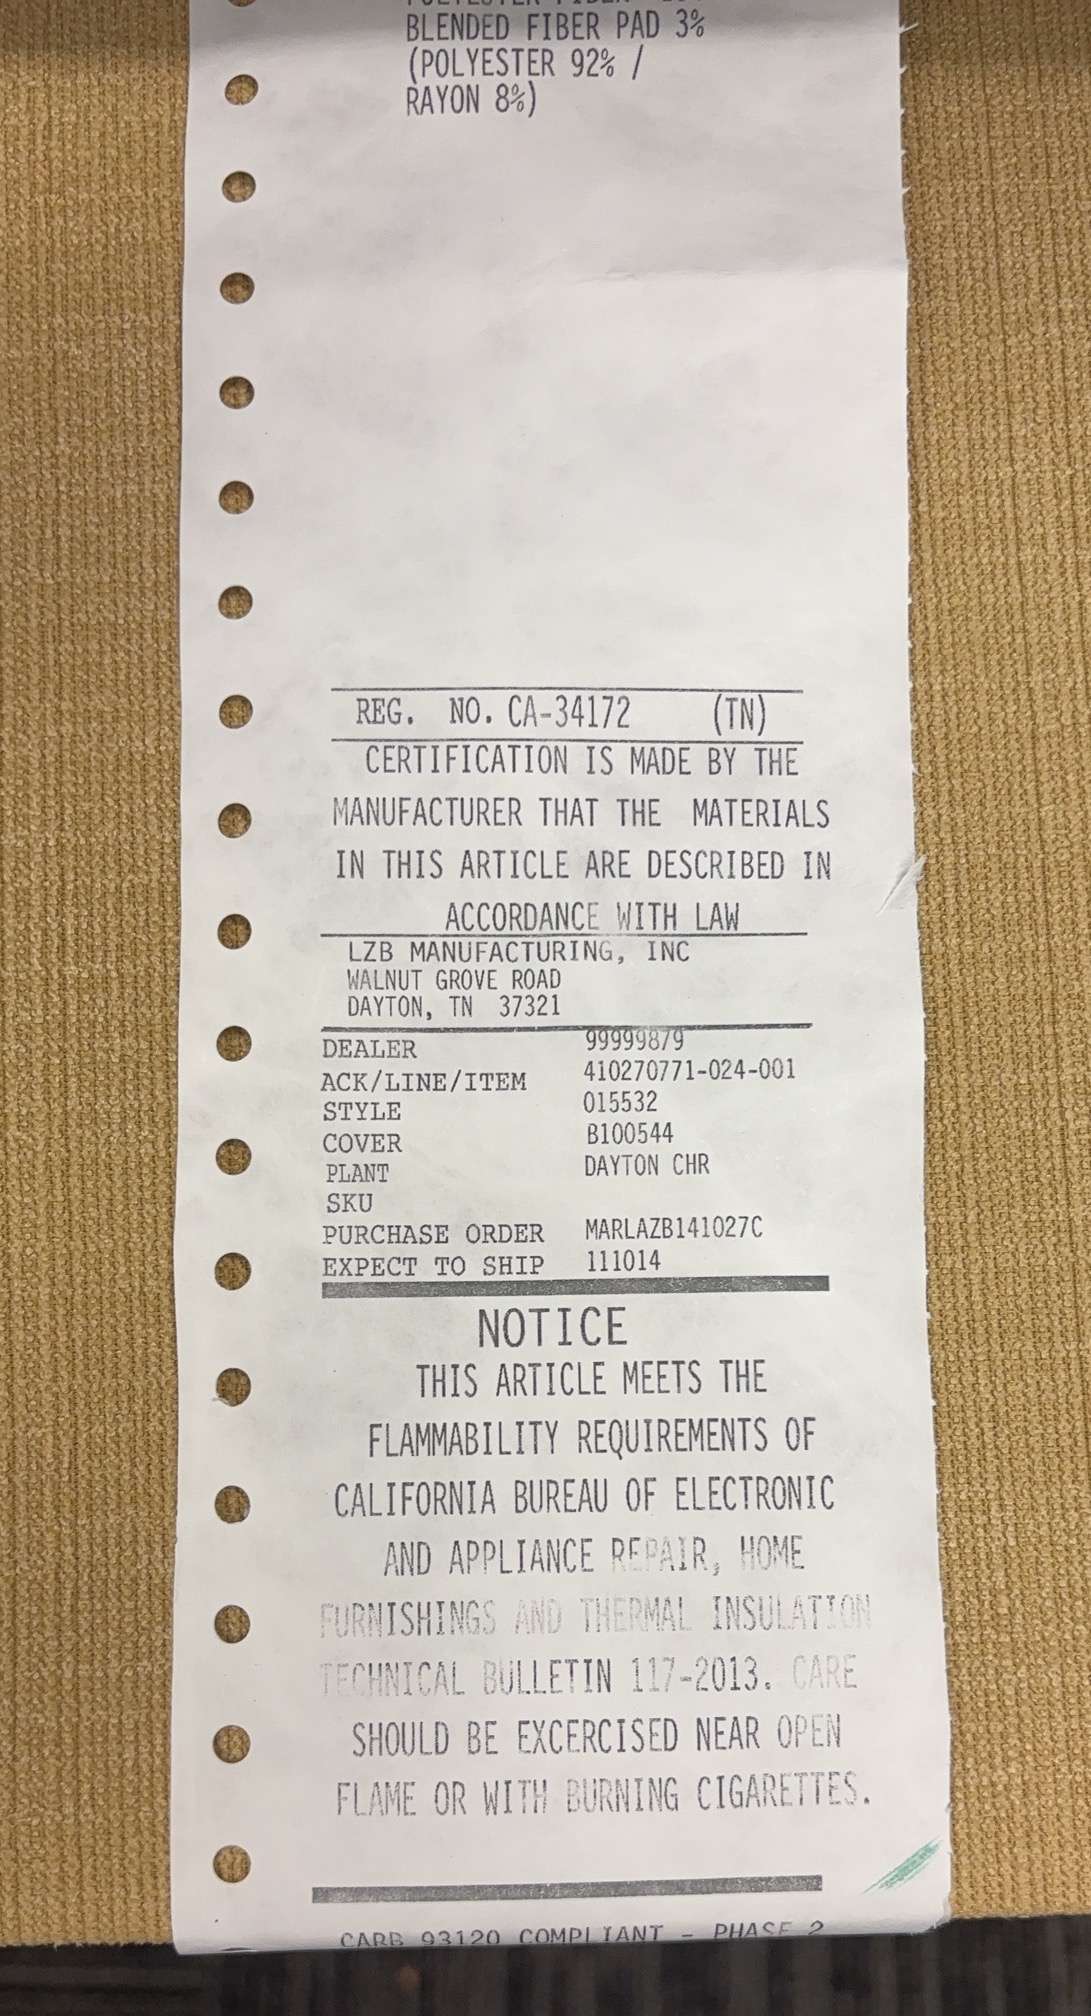 BLENDED FIBER PAD 3%
(POLYESTER 92% /
RAYON 8%)
REG. NO. CA-34172 (TN)
CERTIFICATION IS MADE BY THE
MANUFACTURER THAT THE MATERIALS
IN THIS ARTICLE ARE DESCRIBED IN
ACCORDANCE WITH LAW
LZB MANUFACTURING, INC
WALNUT GROVE ROAD
DAYTON, TN 37321
DEALER 99999879
ACK/LINE/ITEM 410270771-024-001
STYLE 015532
COVER B100544
PLANT DAYTON CHR
SKU
PURCHASE ORDER MARLAZB141027C
EXPECT TO SHIP 111014
NOTICE
THIS ARTICLE MEETS THE
FLAMMABILITY REQUIREMENTS OF
CALIFORNIA BUREAU OF ELECTRONIC
AND APPLIANCE REPAIR, HOME
FURNISHINGS AND THERMAL INSULATION
TECHNICAL BULLETIN 117-2013. CARE
SHOULD BE EXCERCISED NEAR OPEN
FLAME OR WITH BURNING CIGARETTES.
CARB 93120 COMPLIANT - PHASE 2